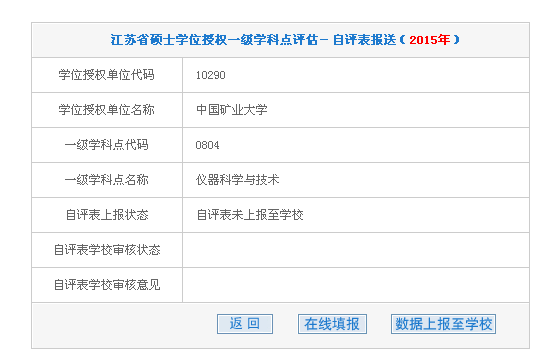 江苏省硕士学位授权一级学科点评估－自评表报送（2015年）
学位授权单位代码 10290
学位授权单位名称 中国矿业大学
一级学科点代码 0804
一级学科点名称 仪器科学与技术
自评表上报状态 自评表未上报至学校
自评表学校审核状态
自评表学校审核意见
返 回 在线填报 数据上报至学校